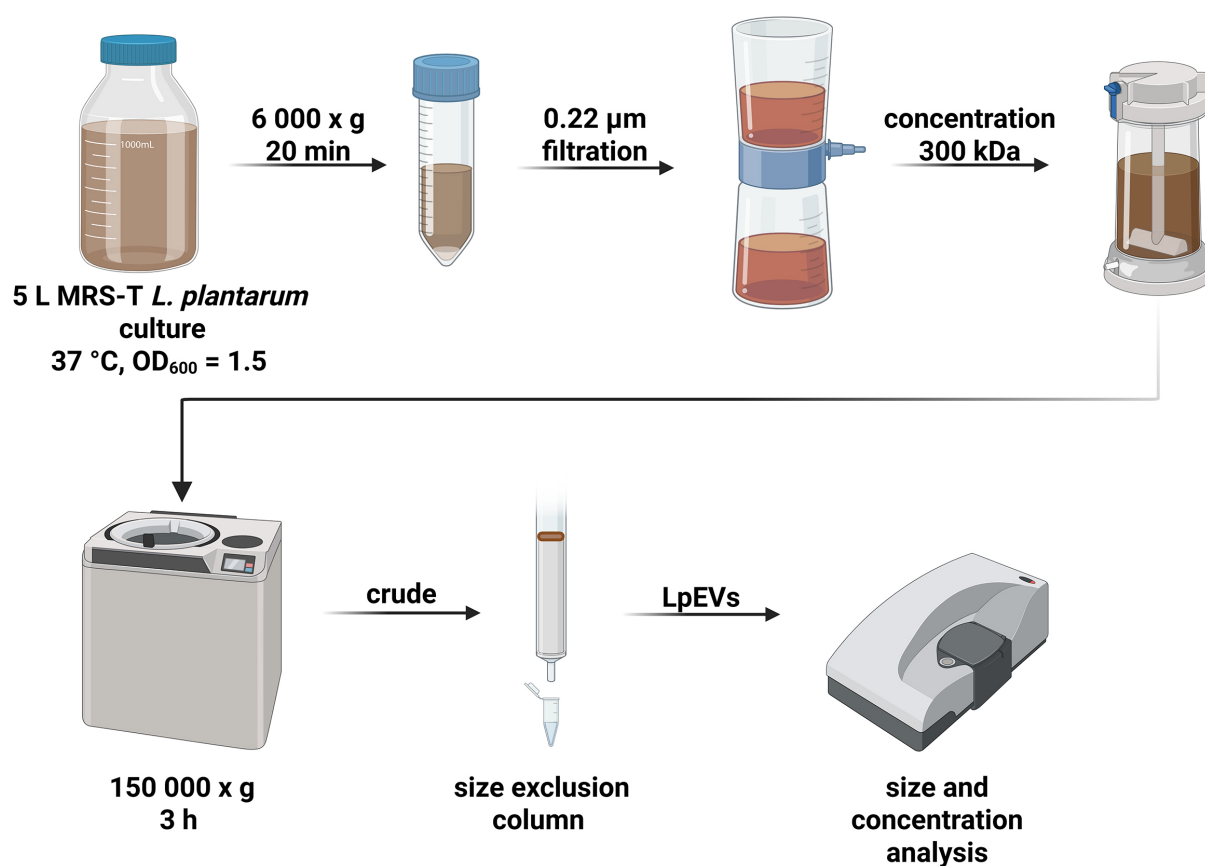 1000mL
6 000 x g
20 min
0.22 µm
filtration
concentration
300 kDa
5 L MRS-T L. plantarum
culture
37 °C, OD₆₀₀ = 1.5
crude
LpEVs
150 000 x g
3 h
size exclusion
column
size and
concentration
analysis